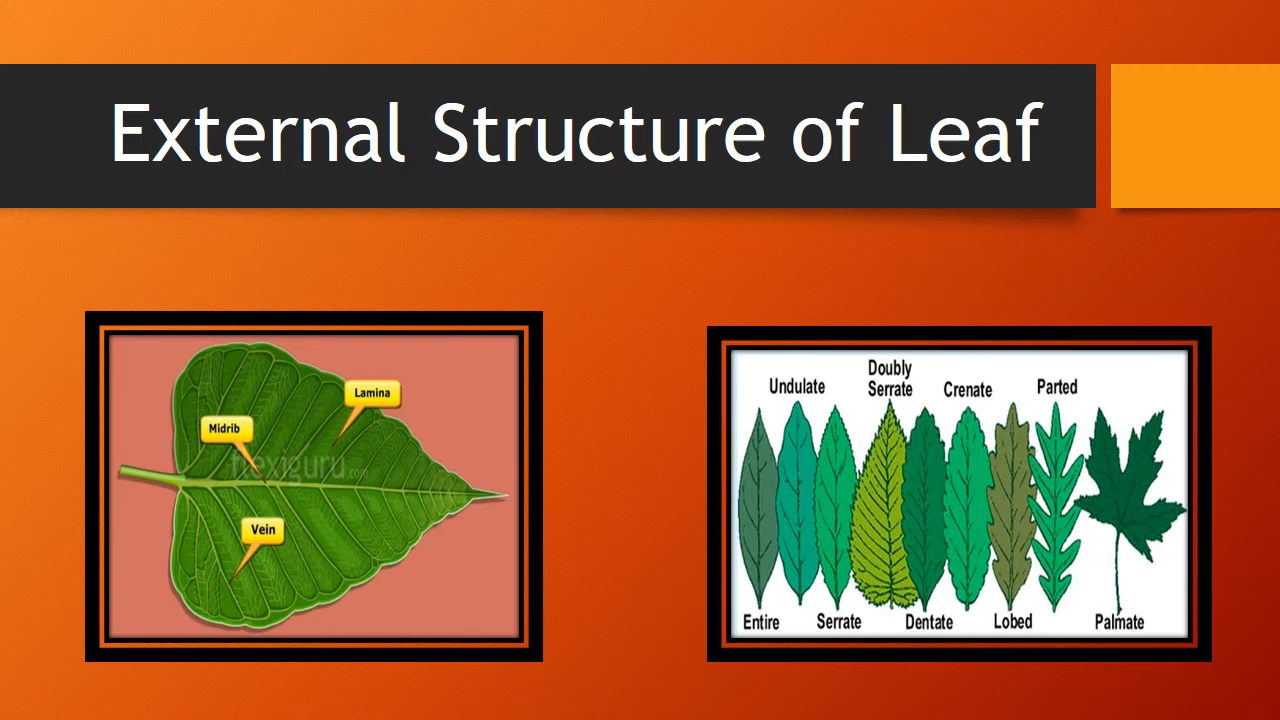 External Structure of Leaf
Lamina
Midrib
Vein
Doubly
Undulate Serrate Crenate Parted
Entire Serrate Dentate Lobed Palmate